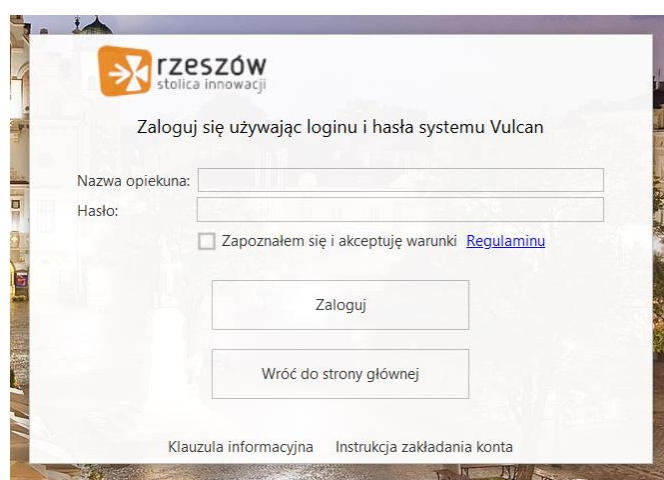 rzeszów
stolica innowacji
Zaloguj się używając loginu i hasła systemu Vulcan
Nazwa opiekuna:
Hasło:
Zapoznałem się i akceptuję warunki Regulaminu
Zaloguj
Wróć do strony głównej
Klauzula informacyjna Instrukcja zakładania konta